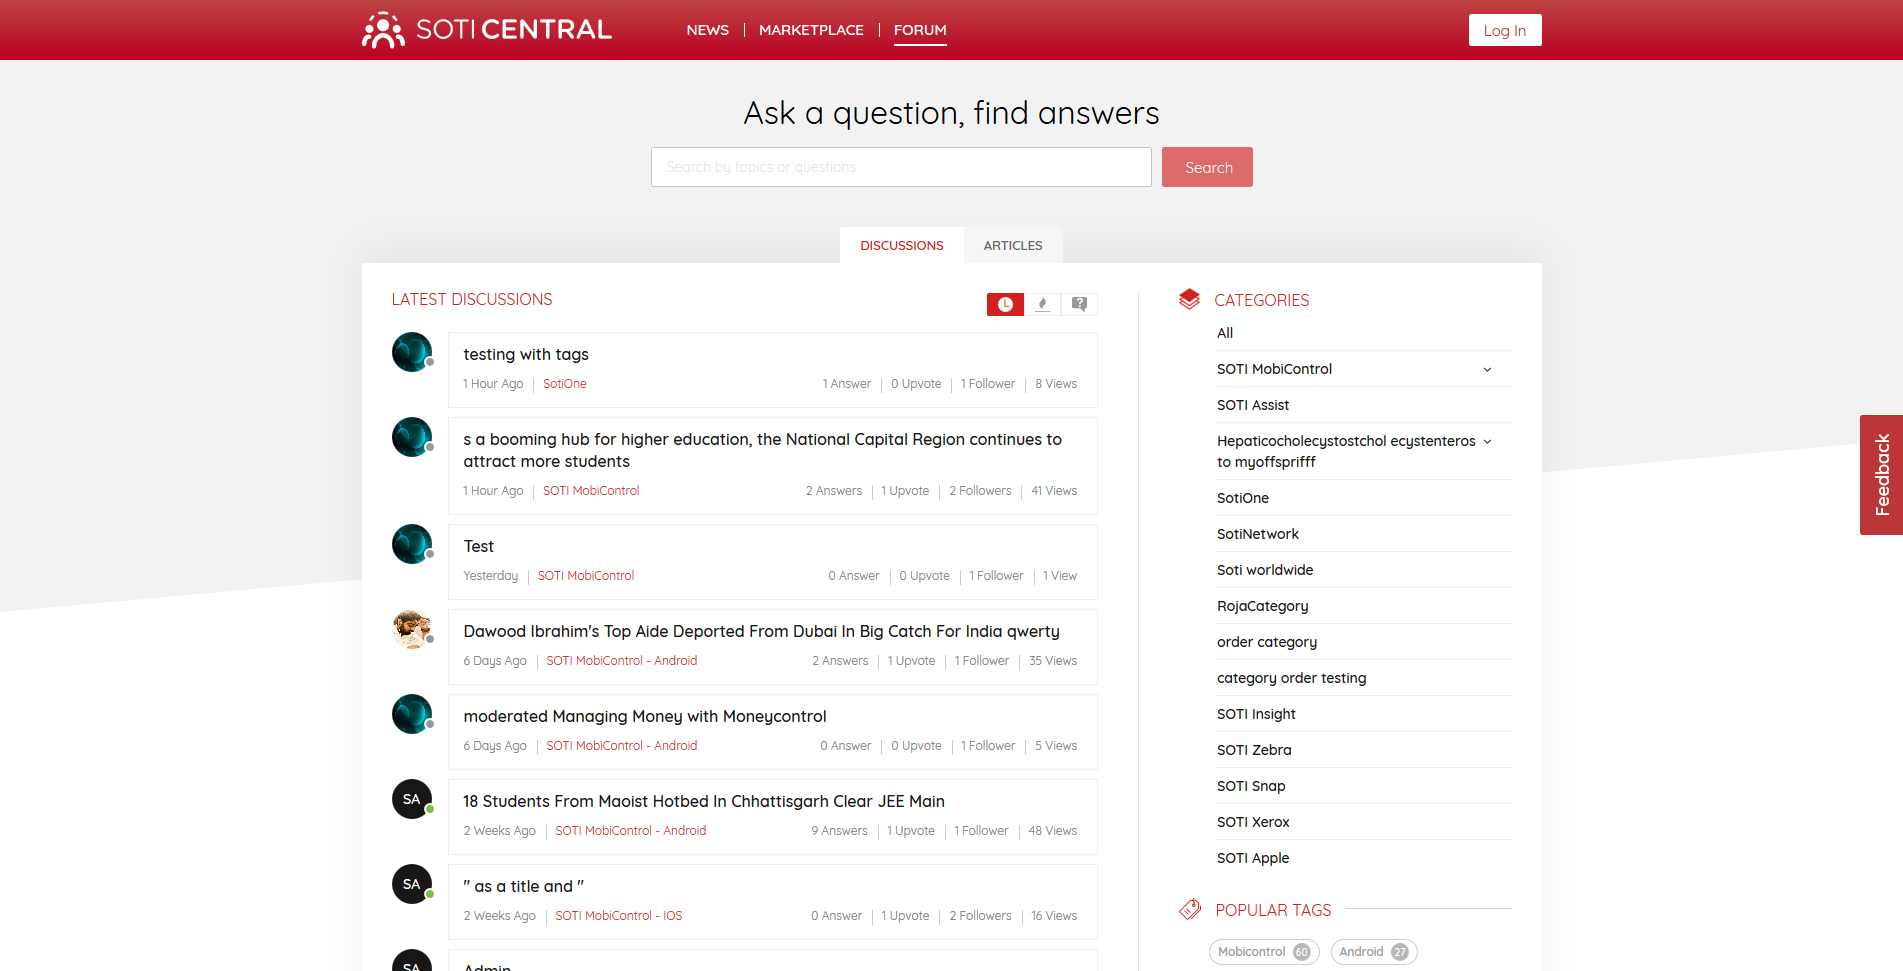 SOTI CENTRAL
NEWS
MARKETPLACE
FORUM
Log In
Ask a question, find answers
Search by topics or questions
Search
DISCUSSIONS
ARTICLES
LATEST DISCUSSIONS
testing with tags
1 Hour Ago
SotiOne
1 Answer
0 Upvote
1 Follower
8 Views
s a booming hub for higher education, the National Capital Region continues to
attract more students
1 Hour Ago
SOTI MobiControl
2 Answers
1 Upvote
2 Followers
41 Views
Test
Yesterday
SOTI MobiControl
0 Answer
0 Upvote
1 Follower
1 View
Dawood Ibrahim's Top Aide Deported From Dubai In Big Catch For India qwerty
6 Days Ago
SOTI MobiControl - Android
2 Answers
1 Upvote
1 Follower
35 Views
moderated Managing Money with Moneycontrol
6 Days Ago
SOTI MobiControl - Android
0 Answer
0 Upvote
1 Follower
5 Views
SA
18 Students From Maoist Hotbed In Chhattisgarh Clear JEE Main
2 Weeks Ago
SOTI MobiControl - Android
9 Answers
1 Upvote
1 Follower
48 Views
SA
" as a title and "
2 Weeks Ago
SOTI MobiControl - IOS
0 Answer
1 Upvote
2 Followers
16 Views
SA
Admin
CATEGORIES
All
SOTI MobiControl
SOTI Assist
Hepaticocholecystostchol ecystenteros
to myoffsprifff
SotiOne
SotiNetwork
Soti worldwide
RojaCategory
order category
category order testing
SOTI Insight
SOTI Zebra
SOTI Snap
SOTI Xerox
SOTI Apple
POPULAR TAGS
Mobicontrol 60
Android 27
Feedback